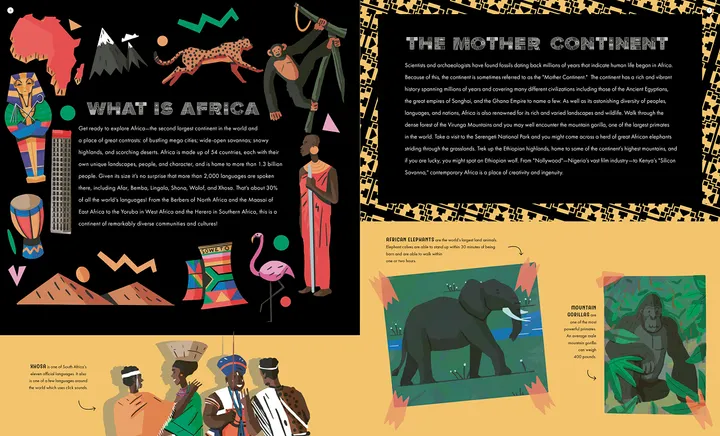 WHAT IS AFRICA
Get ready to explore Africa—the second largest continent in the world and
a place of great contrasts: of bustling mega cities; wide-open savannas; snowy
highlands, and scorching deserts. Africa is made up of 54 countries, each with their
own unique landscapes, people, and character, and is home to more than 1.3 billion
people. Given its size it's no surprise that more than 2,000 languages are spoken
there, including Afar, Bemba, Lingala, Shona, Wolof, and Xhosa. That's about 30%
of all the world's languages! From the Berbers of North Africa and the Maasai of
East Africa to the Yoruba in West Africa and the Herero in Southern Africa, this is a
continent of remarkably diverse communities and cultures!
SOWETO
XHOSA is one of South Africa's
eleven official languages. It also
is one of a few languages around
the world which uses click sounds.
THE MOTHER CONTINENT
Scientists and archaeologists have found fossils dating back millions of years that indicate human life began in Africa.
Because of this, the continent is sometimes referred to as the "Mother Continent." The continent has a rich and vibrant
history spanning millions of years and covering many different civilizations including those of the Ancient Egyptians,
the great empires of Songhai, and the Ghana Empire to name a few. As well as its astonishing diversity of peoples,
languages, and nations, Africa is also renowned for its rich and varied landscapes and wildlife. Walk through the
dense forest of the Virunga Mountains and you may well encounter the mountain gorilla, one of the largest primates
in the world. Take a visit to the Serengeti National Park and you might come across a herd of great African elephants
striding through the grasslands. Trek up the Ethiopian highlands, home to some of the continent's highest mountains, and
if you are lucky, you might spot an Ethiopian wolf. From "Nollywood"—Nigeria's vast film industry—to Kenya's "Silicon
Savanna," contemporary Africa is a place of creativity and ingenuity.
AFRICAN ELEPHANTS are the world's largest land animals.
Elephant calves are able to stand up within 30 minutes of being
born and are able to walk within
one or two hours.
MOUNTAIN
GORILLAS are
one of the most
powerful primates.
An average male
mountain gorilla
can weigh
400 pounds.